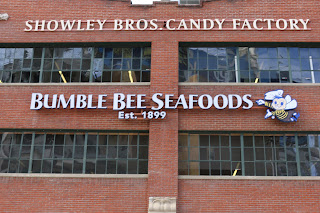 SHOWLEY BROS. CANDY FACTORY
BUMBLE BEE SEAFOODS
EST. 1899